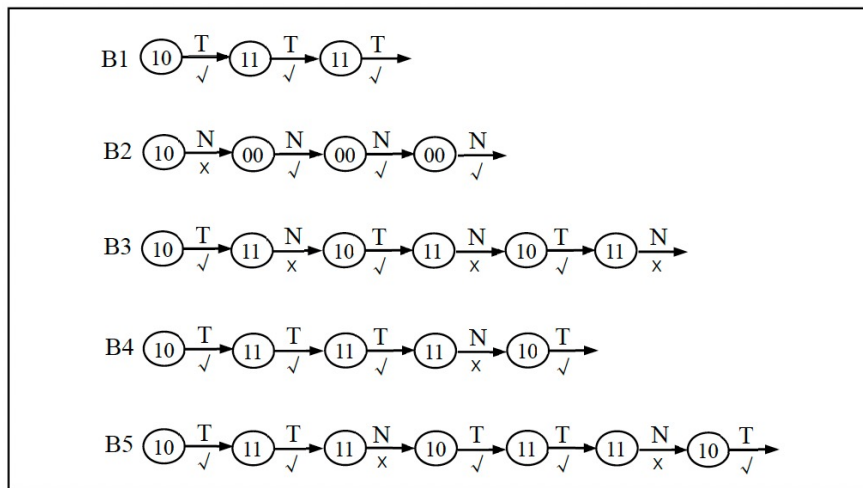 B1 10 T √ 11 T √ 11 T √
B2 10 N x 00 N √ 00 N √ 00 N √
B3 10 T √ 11 N x 10 T √ 11 N x 10 T √ 11 N x
B4 10 T √ 11 T √ 11 T √ 11 N x 10 T √
B5 10 T √ 11 T √ 11 N x 10 T √ 11 T √ 11 N x 10 T √